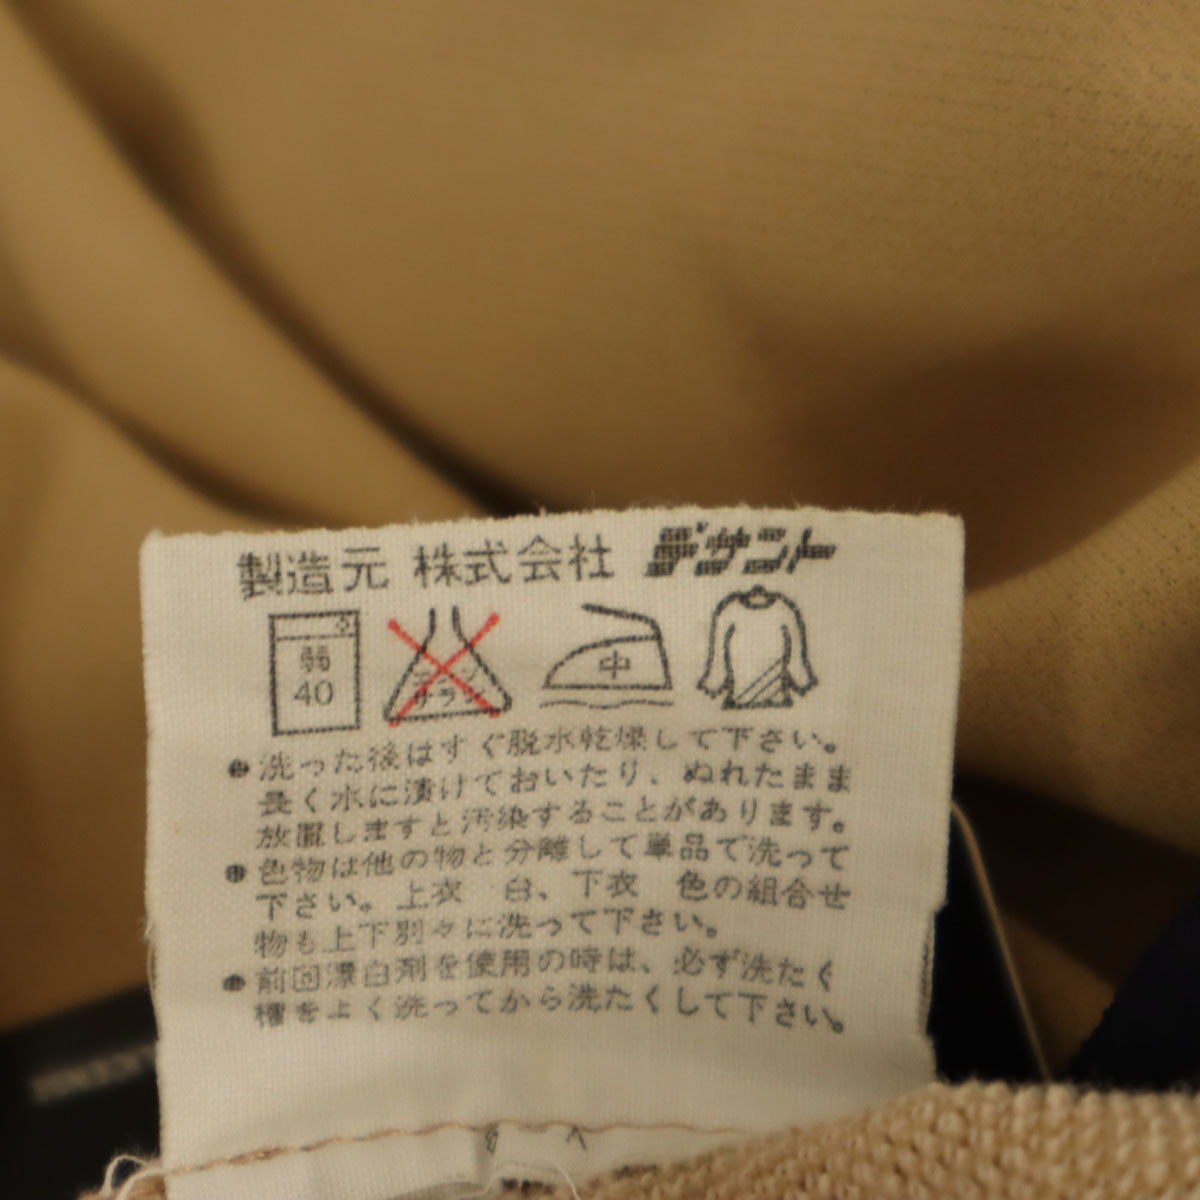 製造元 株式会社 デサント
弱
40
エンソ
サラシ
中
●洗った後はすぐ脱水乾燥して下さい。
長く水に漬けておいたり、ぬれたまま
放置しますと汚染することがあります。
●色物は他の物と分離して単品で洗って
下さい。上衣 白、下衣 色の組合せ
物も上下別々に洗って下さい。
●前回漂白剤を使用の時は、必ず洗たく
槽をよく洗ってから洗たくして下さい。